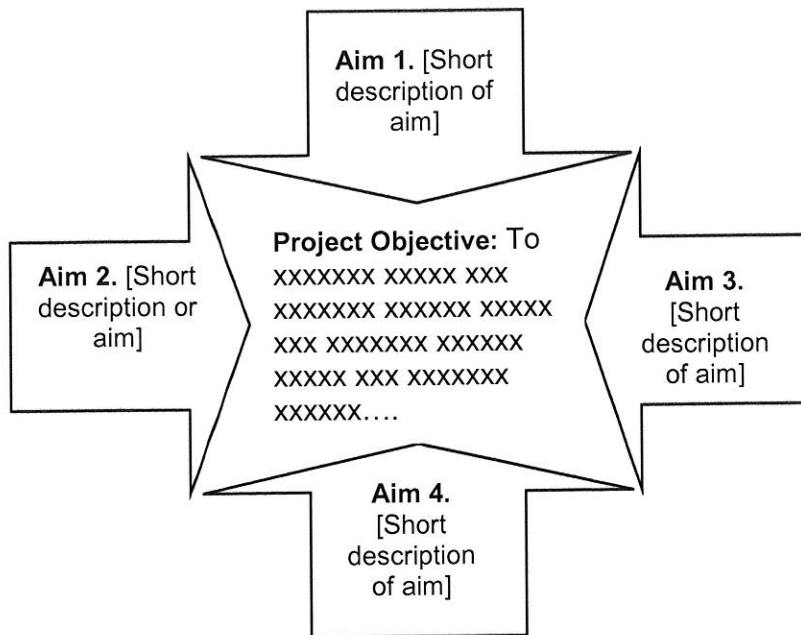 Aim 1. [Short
description of
aim]
Project Objective: To
xxxxxxx xxxxx xxx
xxxxxxx xxxxxx xxxxx
xxx xxxxxxx xxxxxx
xxxxx xxx xxxxxxx
xxxxxx....
Aim 2. [Short
description or
aim]
Aim 3.
[Short
description
of aim]
Aim 4.
[Short
description
of aim]